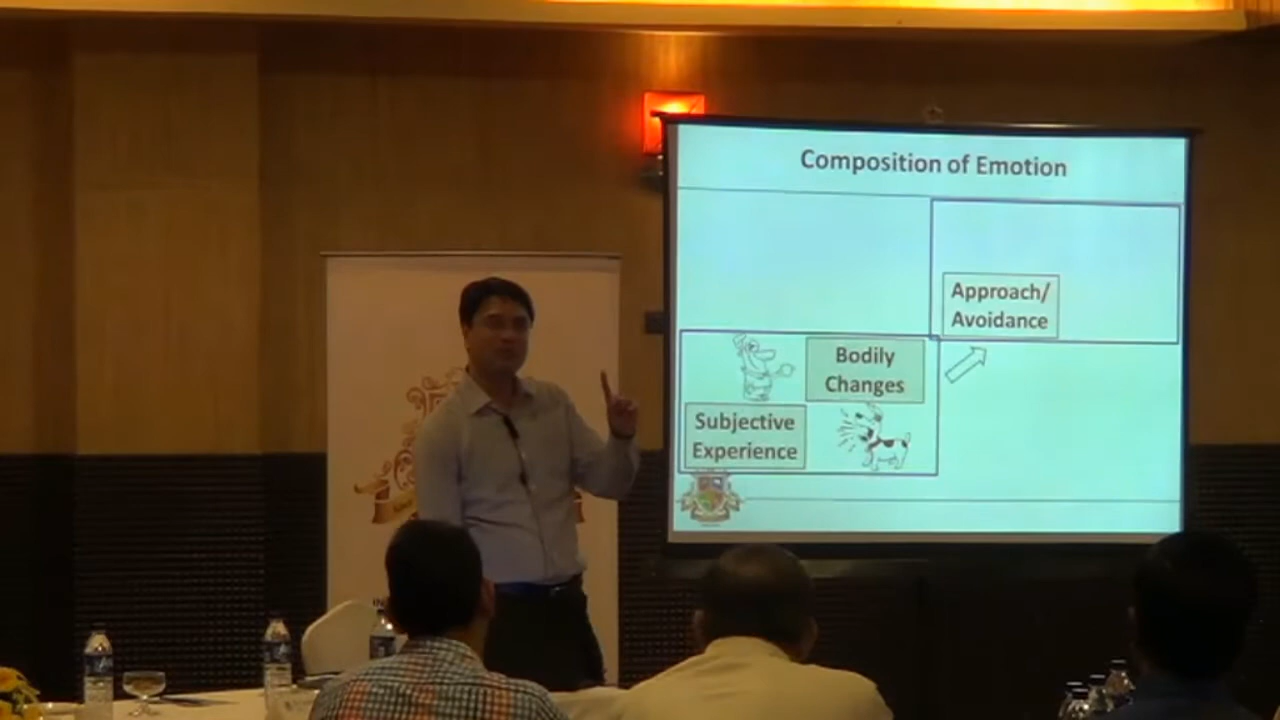 Composition of Emotion
Approach/
Avoidance
Bodily
Changes
Subjective
Experience